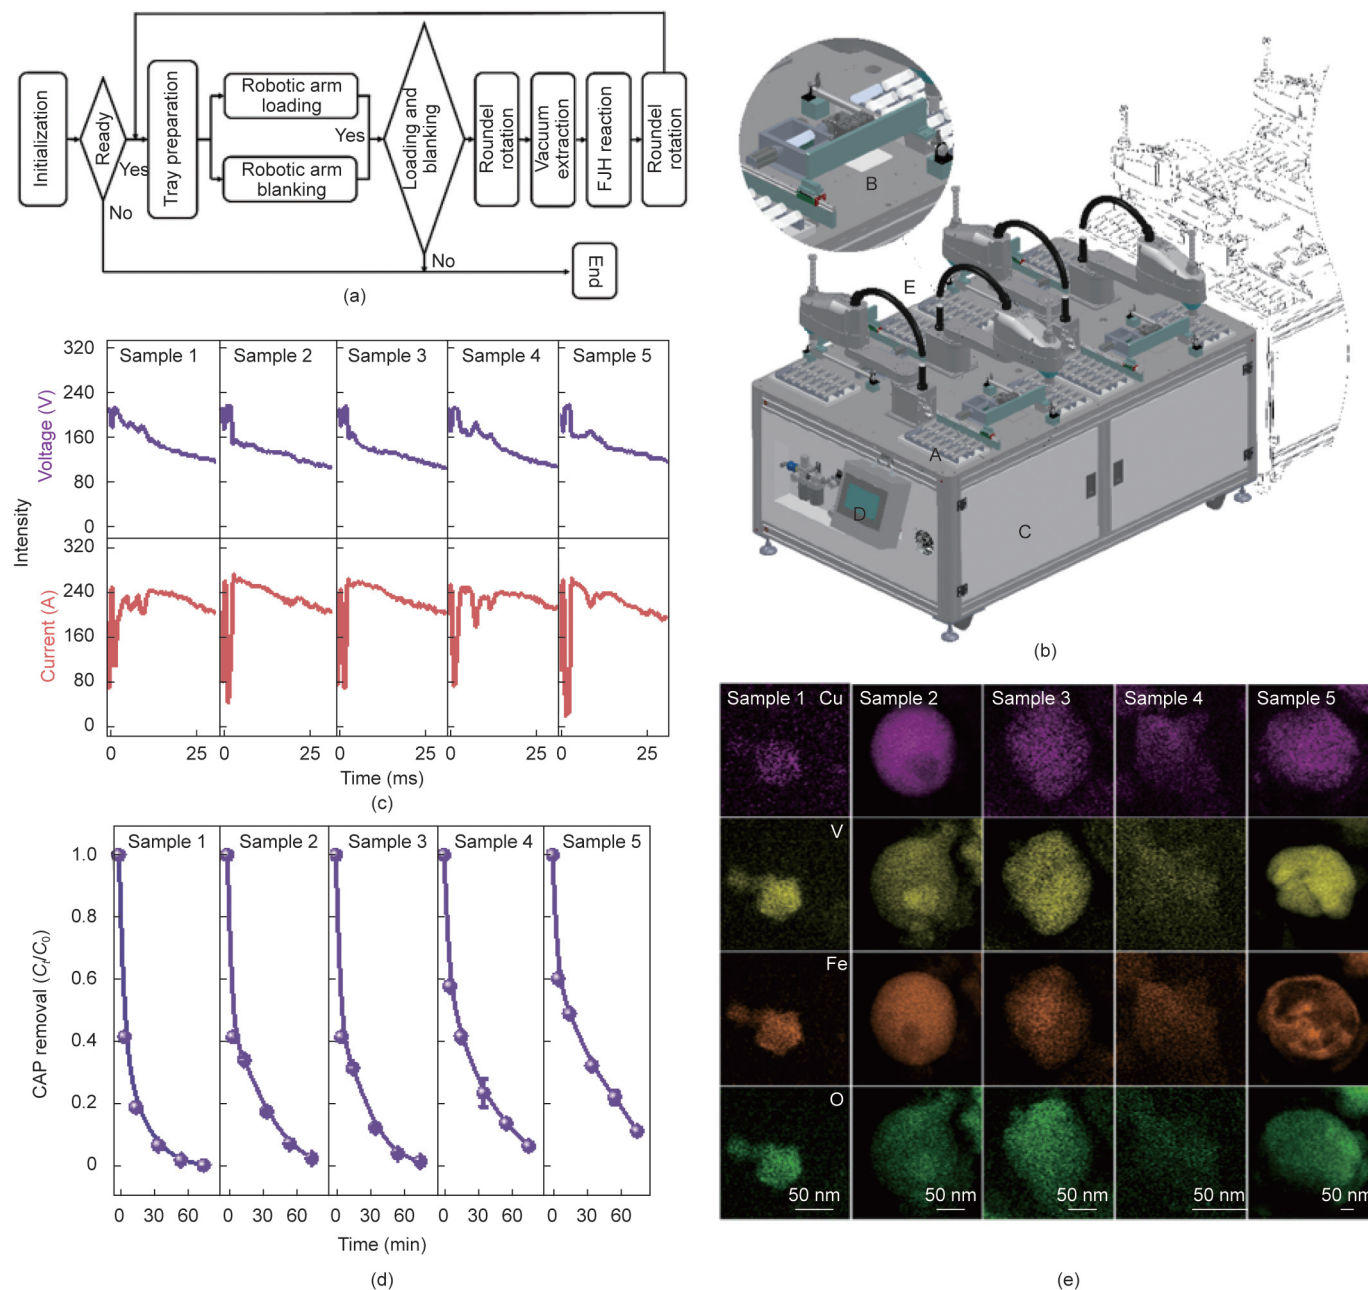 Initialization
Ready
Yes
No
Tray preparation
Robotic arm
loading
Robotic arm
blanking
Yes
Loading and
blanking
No
Roundel
rotation
Vacuum
extraction
FJH reaction
Roundel
rotation
End
(a)
B
E
A
D
C
(b)
Intensity
Voltage (V)
320
240
160
80
0
Current (A)
320
240
160
80
0
Sample 1
Sample 2
Sample 3
Sample 4
Sample 5
0 25 0 25 0 25 0 25 0 25
Time (ms)
(c)
CAP removal (Ct/C0)
1.0
0.8
0.6
0.4
0.2
0
Sample 1
Sample 2
Sample 3
Sample 4
Sample 5
0 30 60 0 30 60 0 30 60 0 30 60 0 30 60
Time (min)
(d)
Sample 1 Cu
Sample 2
Sample 3
Sample 4
Sample 5
V
Fe
O
50 nm
50 nm
50 nm
50 nm
50 nm
(e)